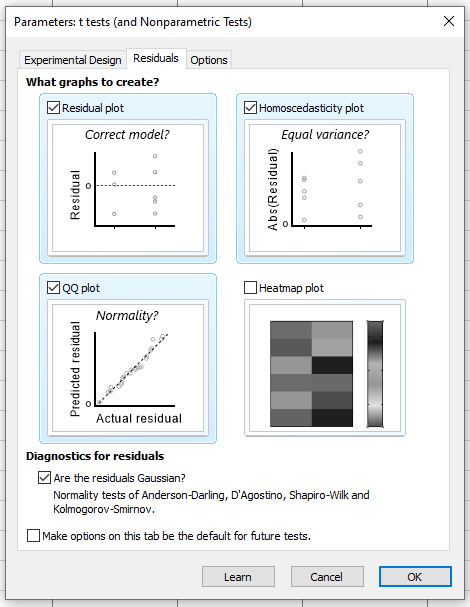 Parameters: t tests (and Nonparametric Tests)
Experimental Design Residuals Options
What graphs to create?
Residual plot
Correct model?
Residual
0
Homoscedasticity plot
Equal variance?
Abs(Residual)
0
QQ plot
Normality?
Predicted residual
0
Actual residual
Heatmap plot
Diagnostics for residuals
Are the residuals Gaussian?
Normality tests of Anderson-Darling, D'Agostino, Shapiro-Wilk and
Kolmogorov-Smirnov.
Make options on this tab be the default for future tests.
Learn Cancel OK